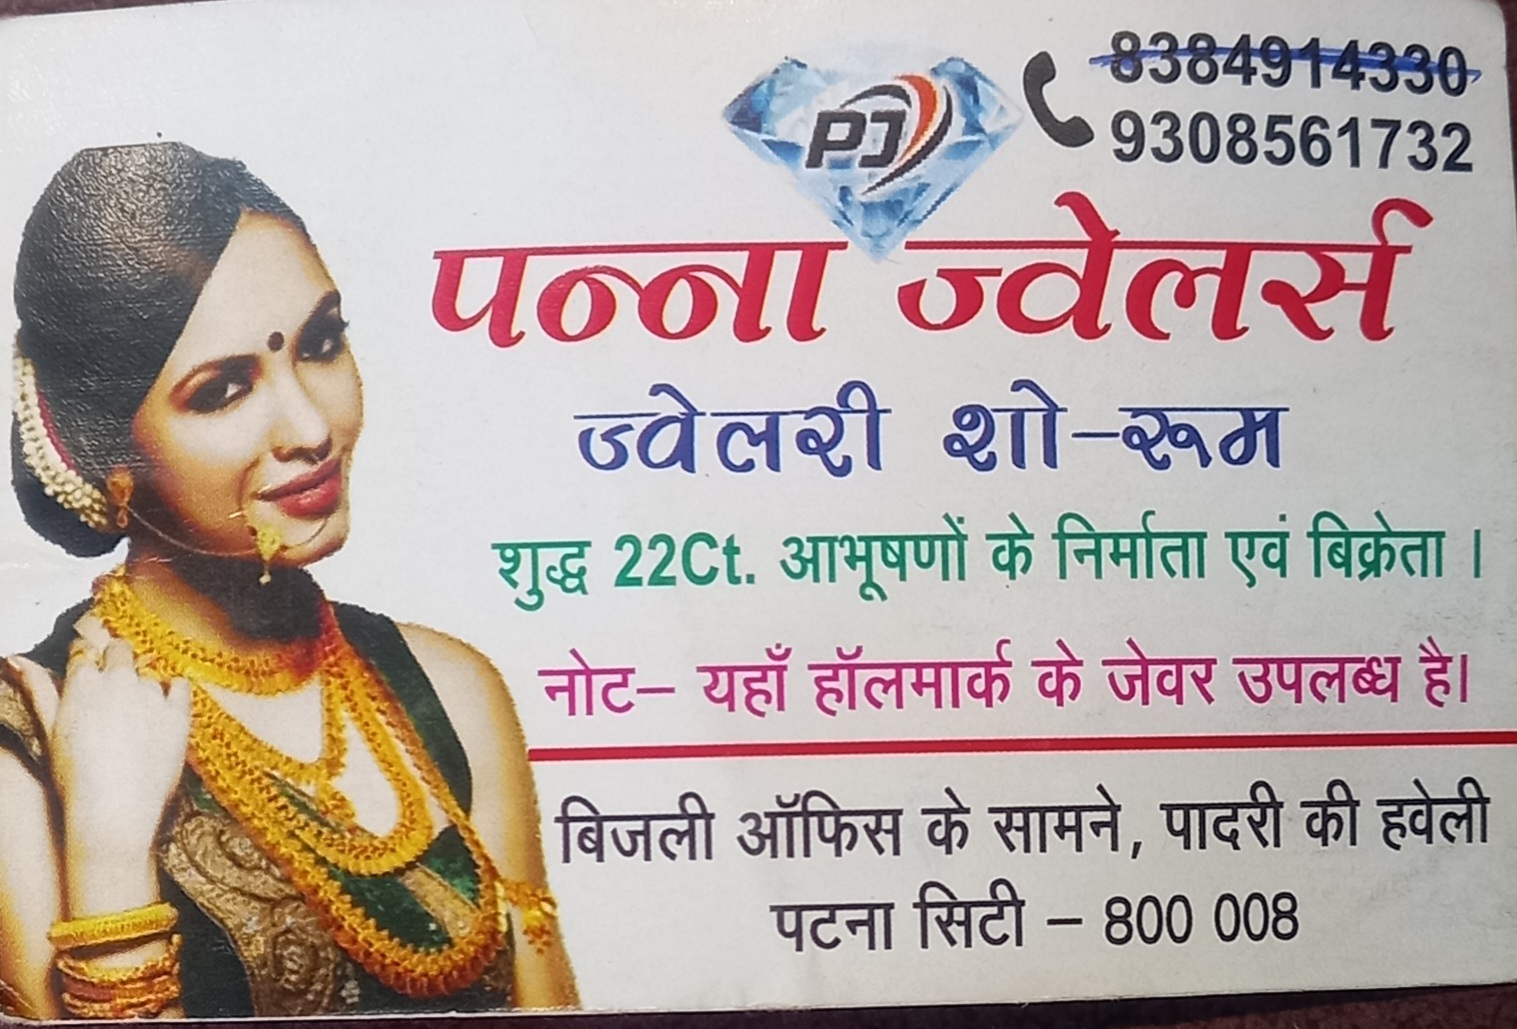 PJ
8384914330
9308561732
पन्ना ज्वेलर्स
ज्वेलरी शो-रूम
शुद्ध 22Ct. आभूषणों के निर्माता एवं बिक्रेता ।
नोट– यहाँ हॉलमार्क के जेवर उपलब्ध है।
बिजली ऑफिस के सामने, पादरी की हवेली
पटना सिटी – 800 008